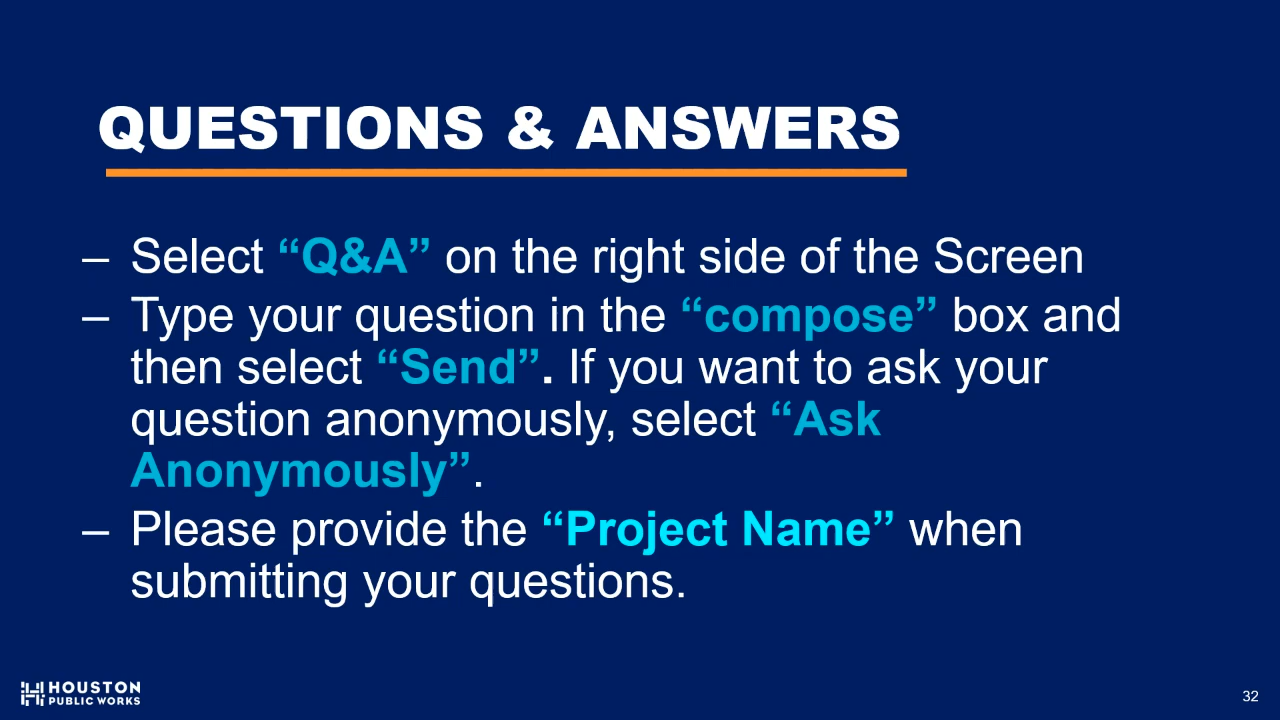 QUESTIONS & ANSWERS
– Select “Q&A” on the right side of the Screen
– Type your question in the “compose” box and
then select “Send”. If you want to ask your
question anonymously, select “Ask
Anonymously”.
– Please provide the “Project Name” when
submitting your questions.
HOUSTON
PUBLIC WORKS
32